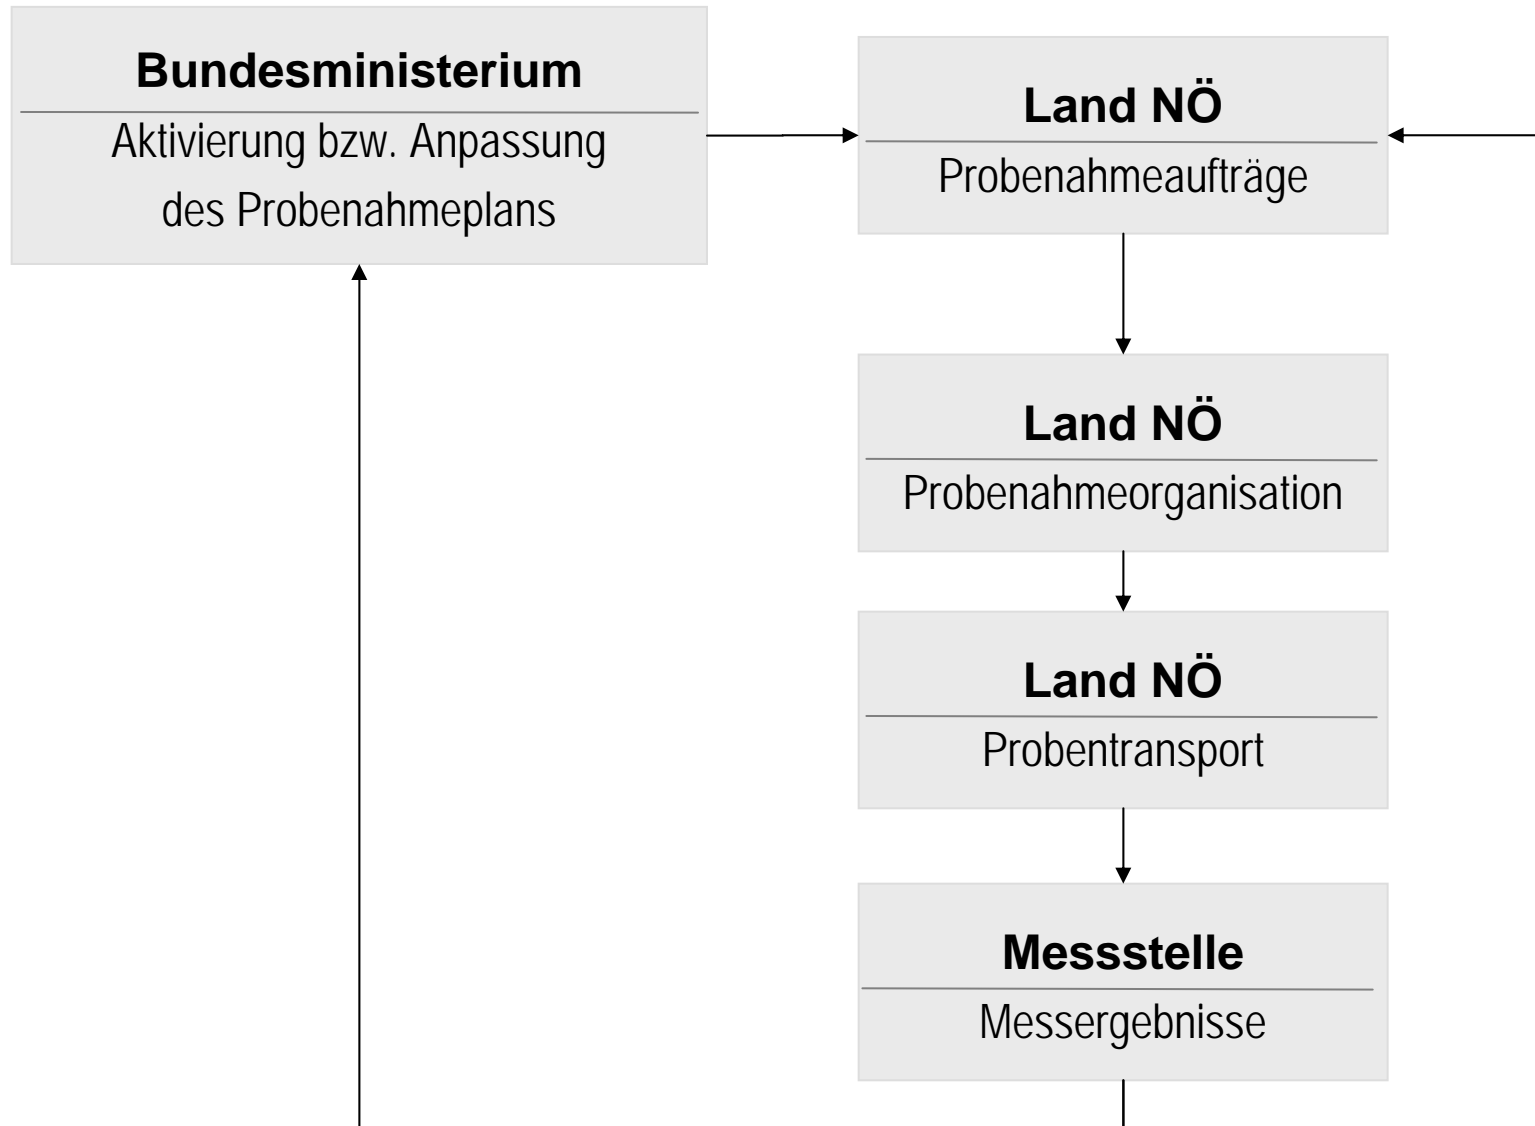 Bundesministerium
Aktivierung bzw. Anpassung
des Probenahmeplans
Land NÖ
Probenahmeaufträge
Land NÖ
Probenahmeorganisation
Land NÖ
Probentransport
Messstelle
Messergebnisse